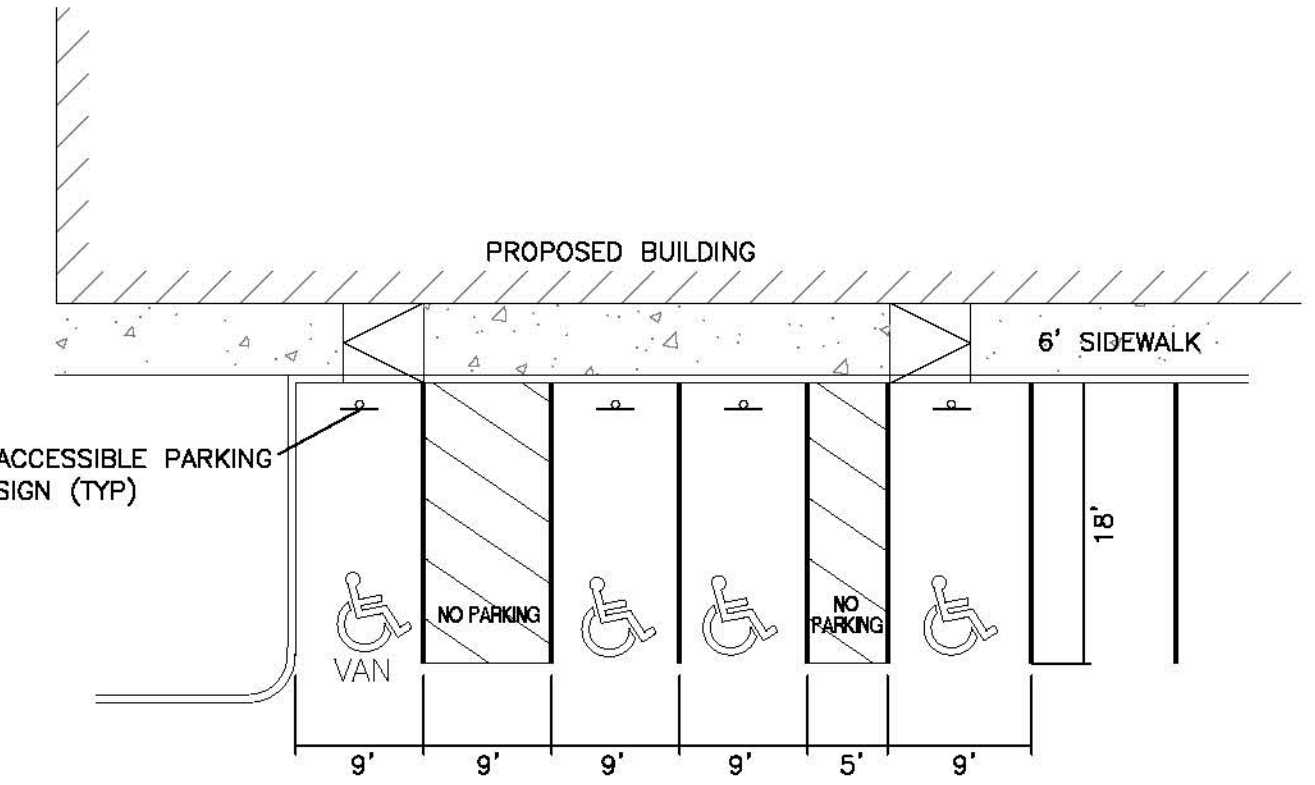 PROPOSED BUILDING
6' SIDEWALK
ACCESSIBLE PARKING
SIGN (TYP)
18'
NO PARKING
NO
PARKING
VAN
9'
9'
9'
9'
5'
9'